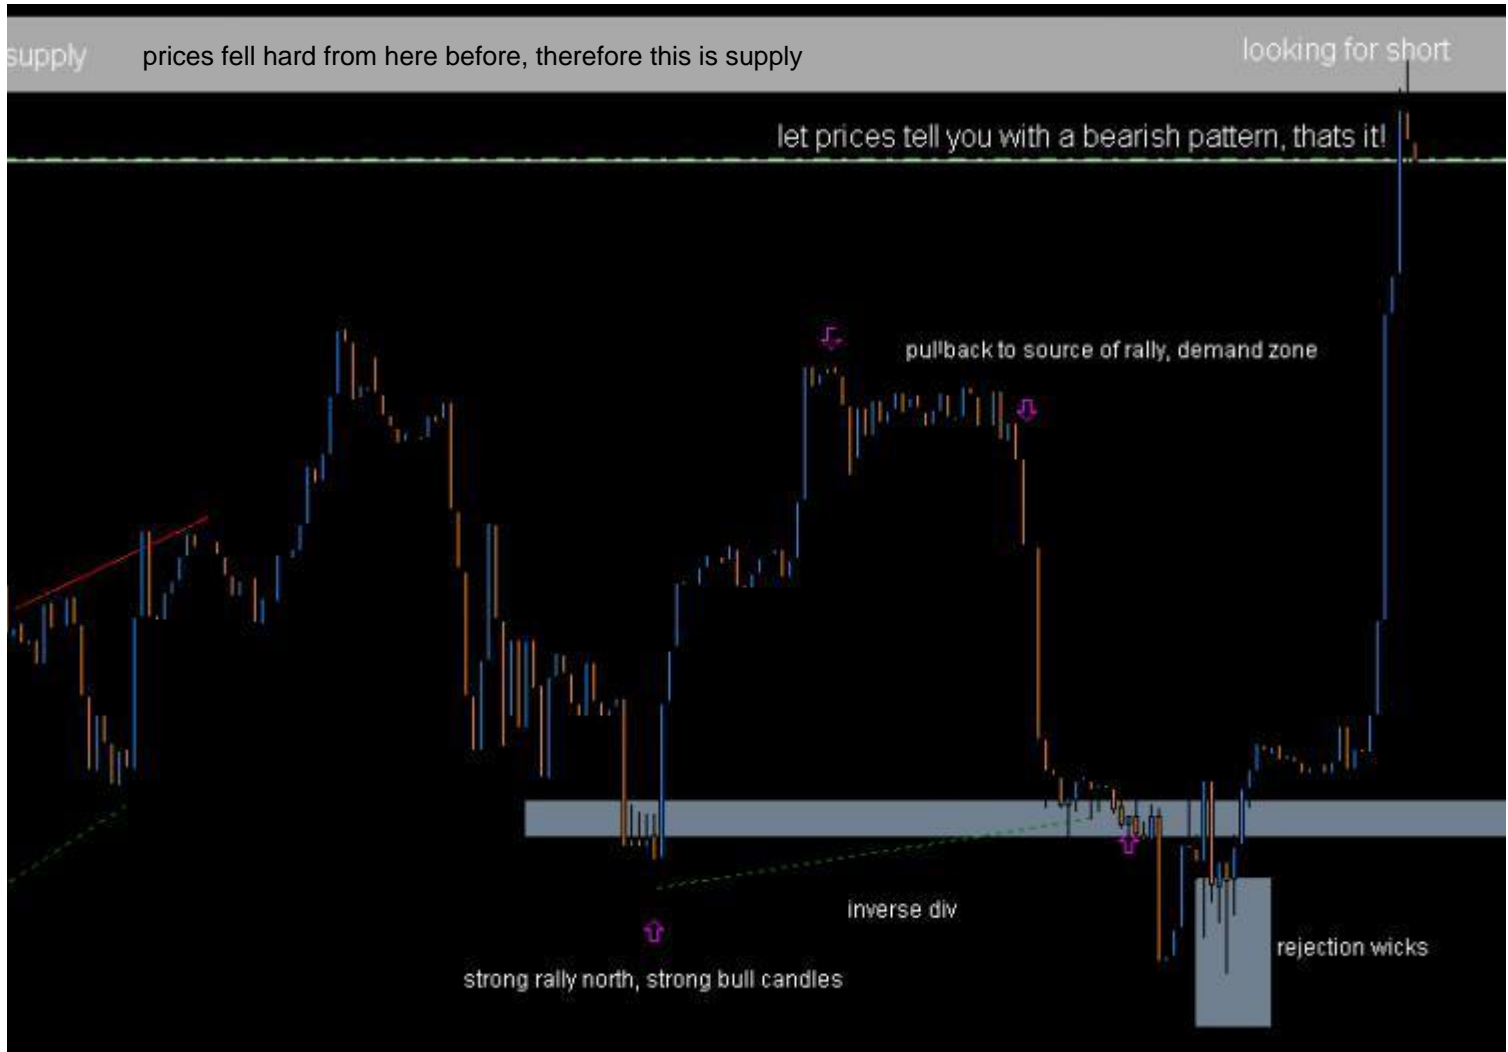 supply prices fell hard from here before, therefore this is supply looking for short
let prices tell you with a bearish pattern, thats it!
pullback to source of rally, demand zone
inverse div
rejection wicks
strong rally north, strong bull candles